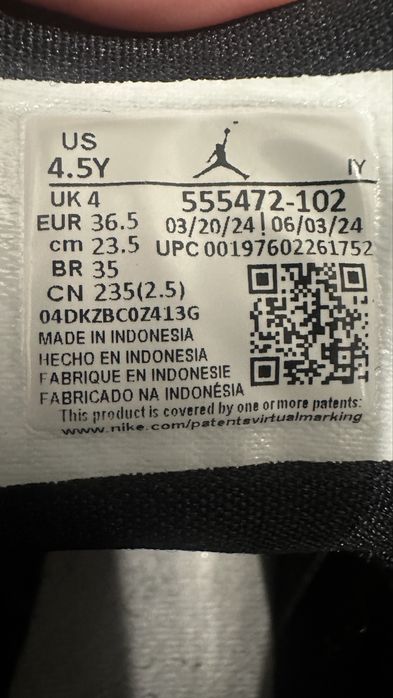 US
4.5Y
IY
UK 4
555472-102
EUR 36.5
03/20/24 | 06/03/24
cm 23.5
UPC 00197602261752
BR 35
CN 235(2.5)
04DKZBC0Z413G
MADE IN INDONESIA
HECHO EN INDONESIA
FABRIQUE EN INDONESIE
FABRICADO NA INDONÉSIA
This product is covered by one or more patents:
www.nike.com/patentsvirtualmarking